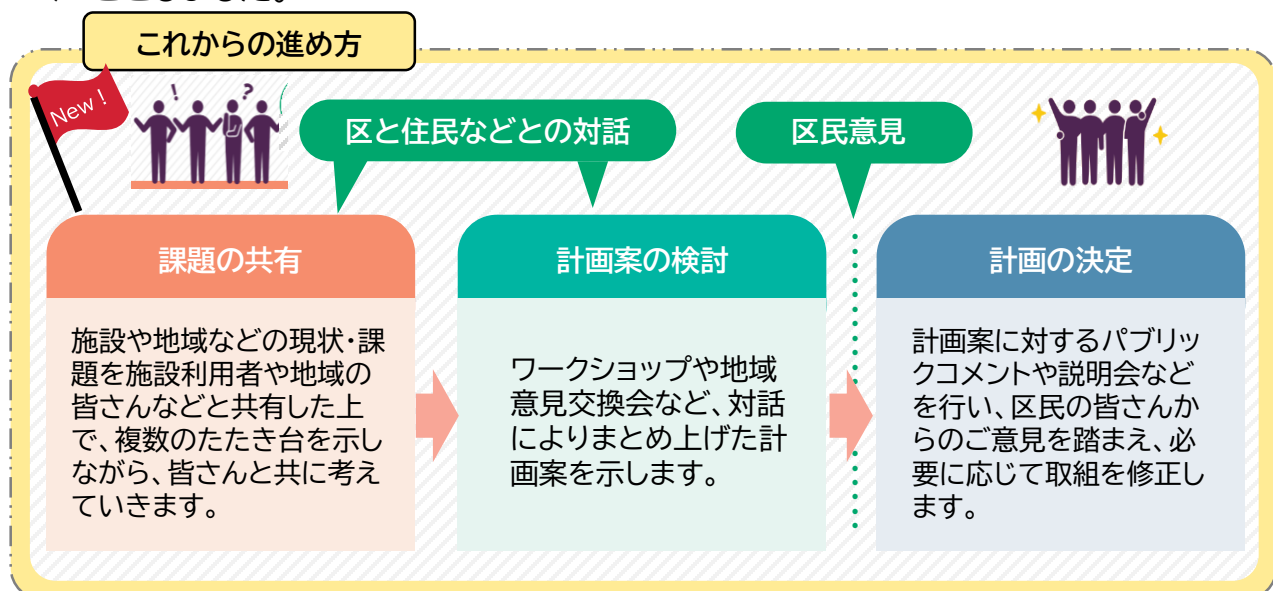 これからの進め方
New!
! ?
区と住民などとの対話
区民意見
課題の共有
施設や地域などの現状・課
題を施設利用者や地域の
皆さんなどと共有した上
で、複数のたたき台を示し
ながら、皆さんと共に考え
ていきます。
計画案の検討
ワークショップや地域
意見交換会など、対話
によりまとめ上げた計
画案を示します。
計画の決定
計画案に対するパブリッ
クコメントや説明会など
を行い、区民の皆さんか
らのご意見を踏まえ、必
要に応じて取組を修正し
ます。